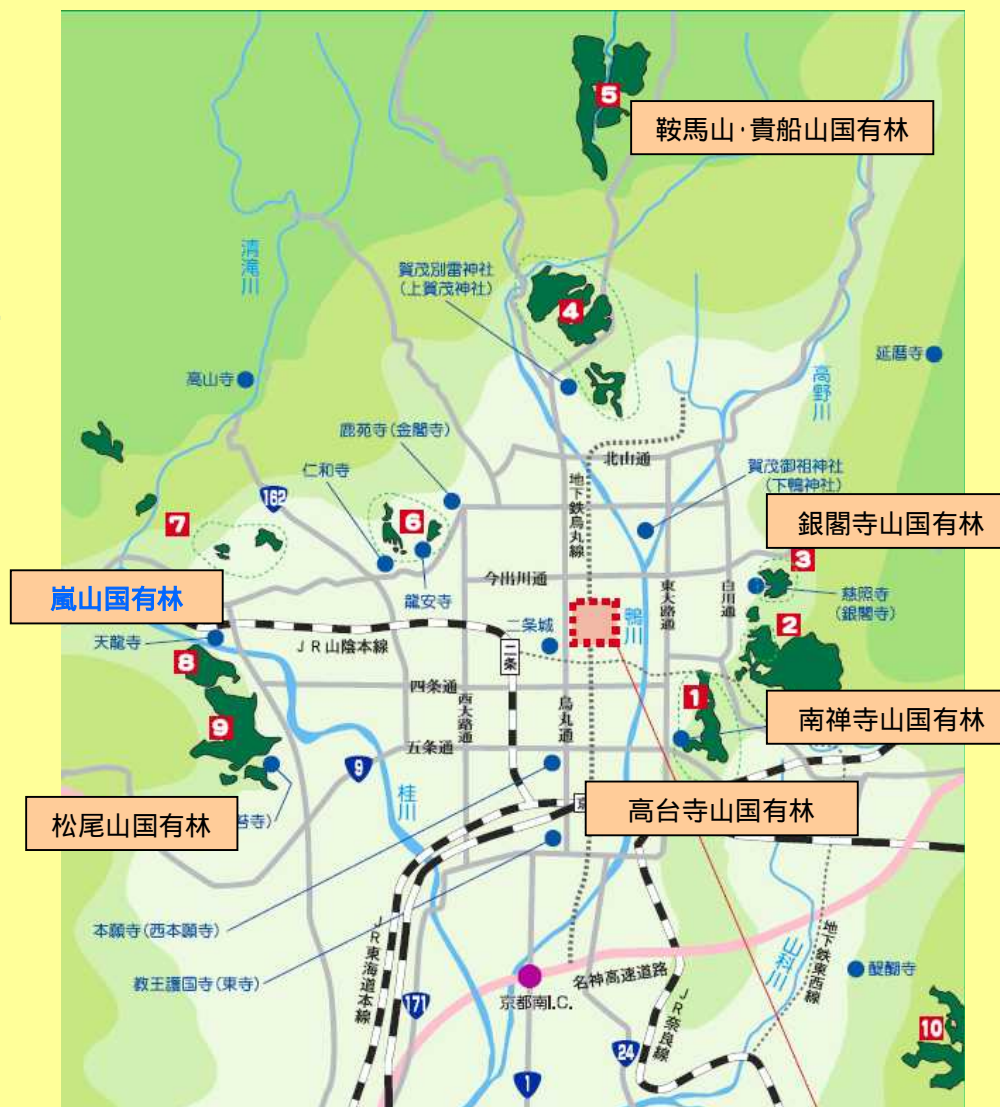 5
鞍馬山･貴船山国有林
清滝川
賀茂別雷神社
(上賀茂神社)
4
延暦寺
高野川
高山寺
鹿苑寺(金閣寺)
北山通
仁和寺
賀茂御祖神社
(下鴨神社)
地下鉄烏丸線
162
6
7
銀閣寺山国有林
3
今出川通
東大路通
白川通
慈照寺
(銀閣寺)
嵐山国有林
龍安寺
二条城
鴨川
2
天龍寺
JR山陰本線
二条
8
四条通
西大路通
烏丸通
1
南禅寺山国有林
9
五条通
9
桂川
松尾山国有林
苔寺)
京
高台寺山国有林
本願寺(西本願寺)
教王護国寺(東寺)
JR東海道本線
名神高速道路
山科川
地下鉄東西線
醍醐寺
171
京都南I.C.
JR奈良線
10
24
1